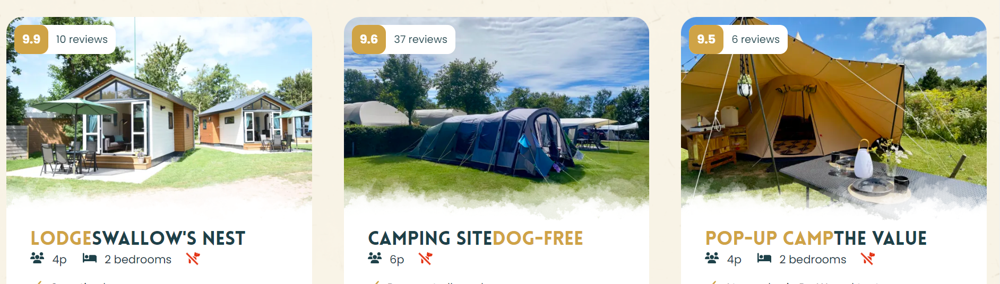 9.9 10 reviews
LODGESWALLOW'S NEST
4p 2 bedrooms
9.6 37 reviews
CAMPING SITEDOG-FREE
6p
9.5 6 reviews
POP-UP CAMPTHE VALUE
4p 2 bedrooms